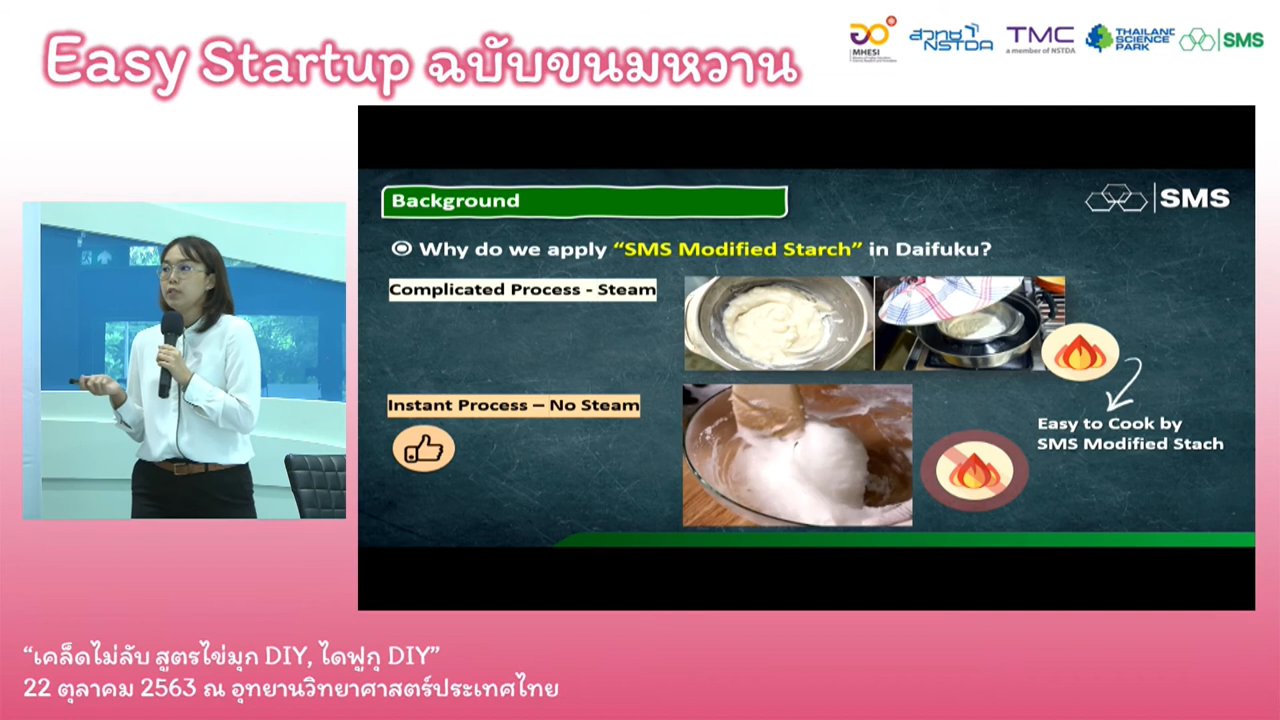 Easy Startup ฉบับขนมหวาน
MHESI
สวทช
NSTDA
TMC
a member of NSTDA
THAILAND
SCIENCE
PARK
SMS
Background
SMS
Why do we apply “SMS Modified Starch” in Daifuku?
Complicated Process - Steam
Instant Process – No Steam
Easy to Cook by
SMS Modified Stach
“เคล็ดไม่ลับ สูตรไข่มุก DIY, ไดฟูกุ DIY”
22 ตุลาคม 2563 ณ อุทยานวิทยาศาสตร์ประเทศไทย